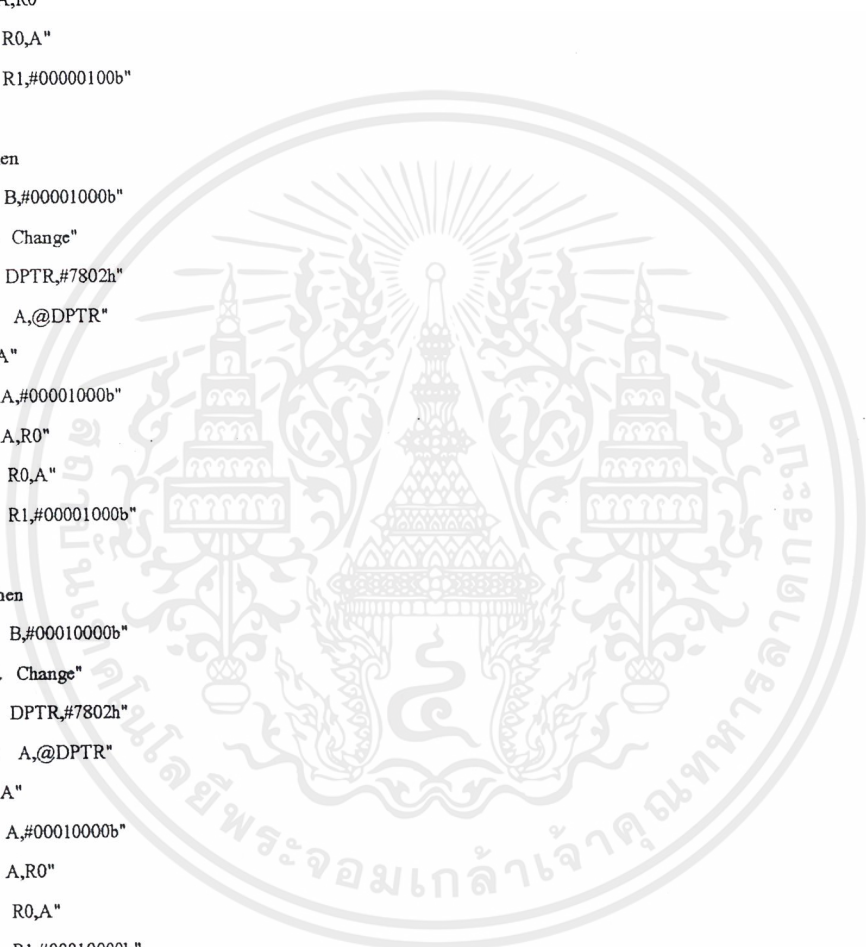 A,R0"
R0,A"
R1,#00000100b"
en
B,#00001000b"
Change"
DPTR,#7802h"
A,@DPTR"
A"
A,#00001000b"
A,R0"
R0,A"
R1,#00001000b"
hen
B,#00010000b"
. Change"
DPTR,#7802h"
A,@DPTR"
A"
A,#00010000b"
A,R0"
R0,A"
R1,#00010000b"
สถาบันเทคโนโลยีพระจอมเกล้าเจ้าคุณทหารลาดกระบัง